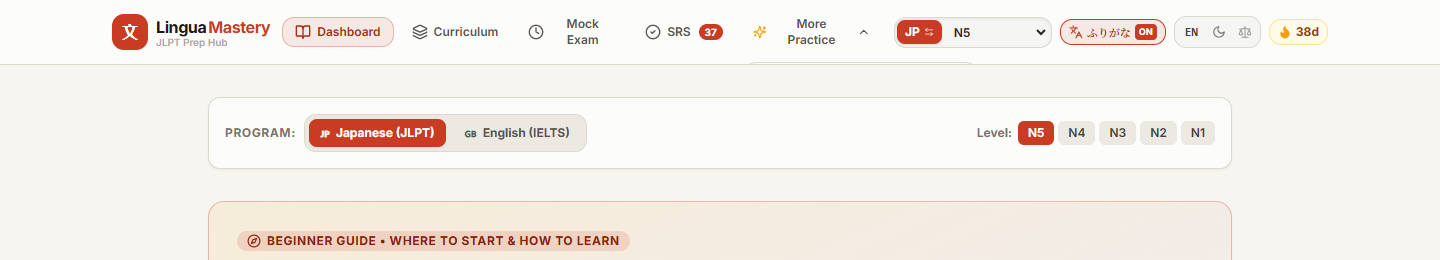 文 LinguaMastery
JLPT Prep Hub
Dashboard
Curriculum
Mock
Exam
SRS 37
More
Practice
JP N5
ふりがな ON
EN
38d
PROGRAM: JP Japanese (JLPT) GB English (IELTS)
Level: N5 N4 N3 N2 N1
BEGINNER GUIDE • WHERE TO START & HOW TO LEARN